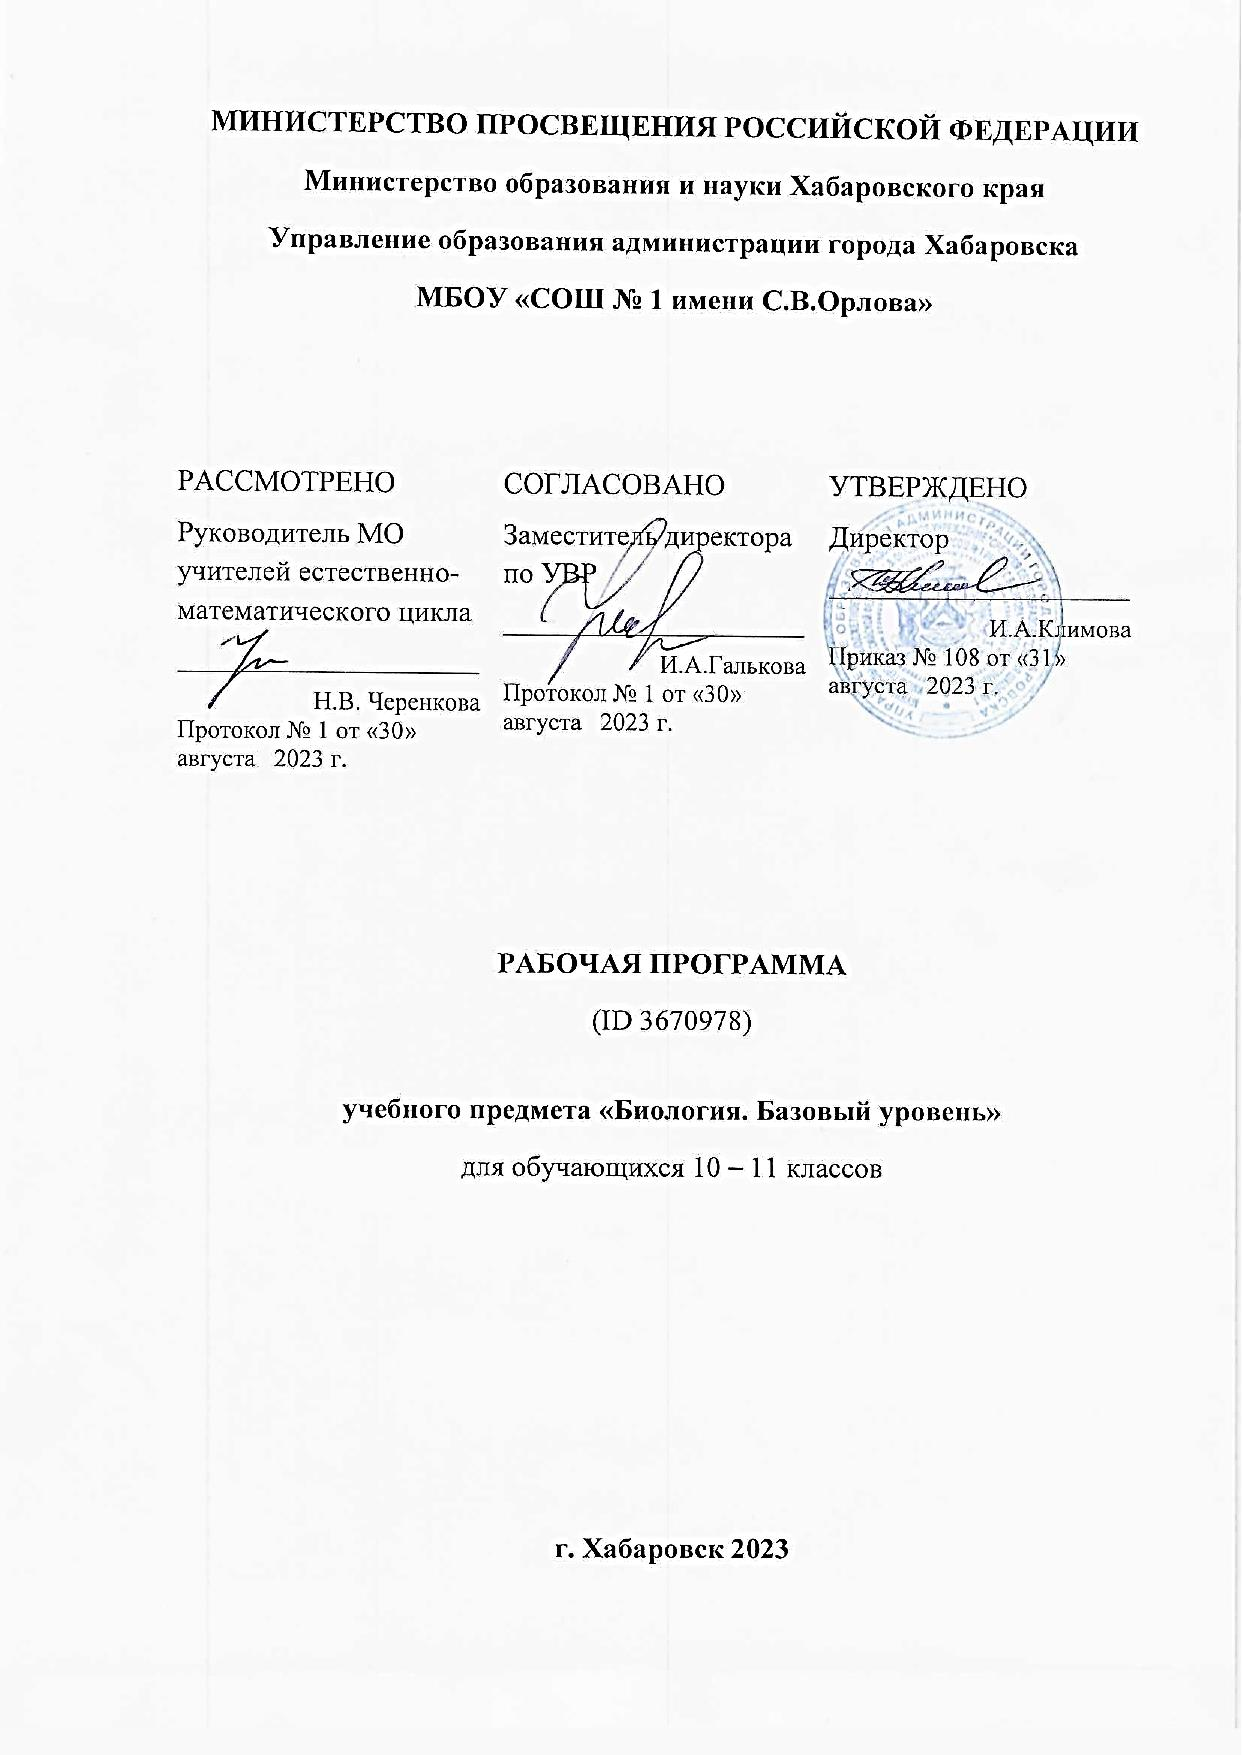 МИНИСТЕРСТВО ПРОСВЕЩЕНИЯ РОССИЙСКОЙ ФЕДЕРАЦИИ
Министерство образования и науки Хабаровского края
Управление образования администрации города Хабаровска
МБОУ «СОШ № 1 имени С.В.Орлова»
РАССМОТРЕНО
Руководитель МО
учителей естественно-
математического цикла
Н.В. Черенкова
Протокол № 1 от «30»
августа 2023 г.
СОГЛАСОВАНО
Заместитель директора
по УВР
И.А.Галькова
Протокол № 1 от «30»
августа 2023 г.
УТВЕРЖДЕНО
Директор
И.А.Климова
Приказ № 108 от «31»
августа 2023 г.
РАБОЧАЯ ПРОГРАММА
(ID 3670978)
учебного предмета «Биология. Базовый уровень»
для обучающихся 10 – 11 классов
г. Хабаровск 2023